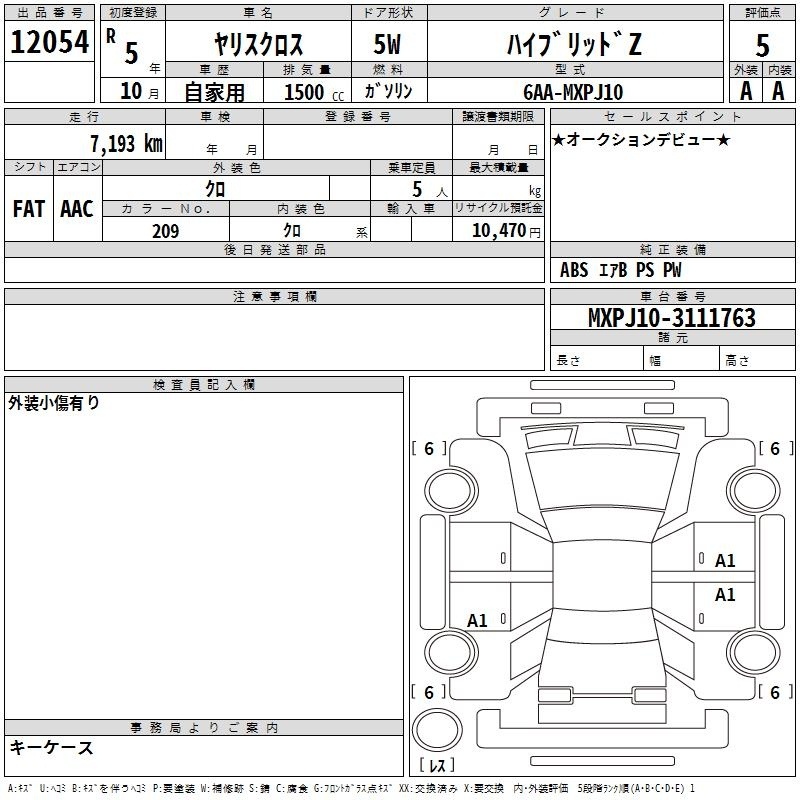 出品番号 初度登録 車名 ドア形状 グレード 評価点
12054 R 5 年 ヤリスクロス 5W ハイブリッドZ 5
車歴 排気量 燃料 型式 外装 内装
10 月 自家用 1500 CC ガソリン 6AA-MXPJ10 A A
走行 車検 登録番号 譲渡書類期限 セールスポイント
7,193 km 年 月 月 日 ★オークションデビュー★
シフト エアコン 外装色 乗車定員 最大積載量
FAT AAC クロ 5 人 kg
カラーNo. 内装色 輸入車 リサイクル預託金
209 クロ 系 10,470 円
後日発送部品 純正装備
ABS エアB PS PW
注意事項欄 車台番号
MXPJ10-3111763
諸元
長さ 幅 高さ
検査員記入欄
外装小傷有り
[ 6 ] [ 6 ]
A1
A1
A1
[ 6 ] [ 6 ]
事務局よりご案内
キーケース
[ レス ]
A:キズ U:ヘコミ B:キズを伴うヘコミ P:要塗装 W:補修跡 S:錆 C:腐食 G:フロントガラス点キズ XX:交換済み X:要交換 内・外装評価 5段階ランク順(A・B・C・D・E) 1